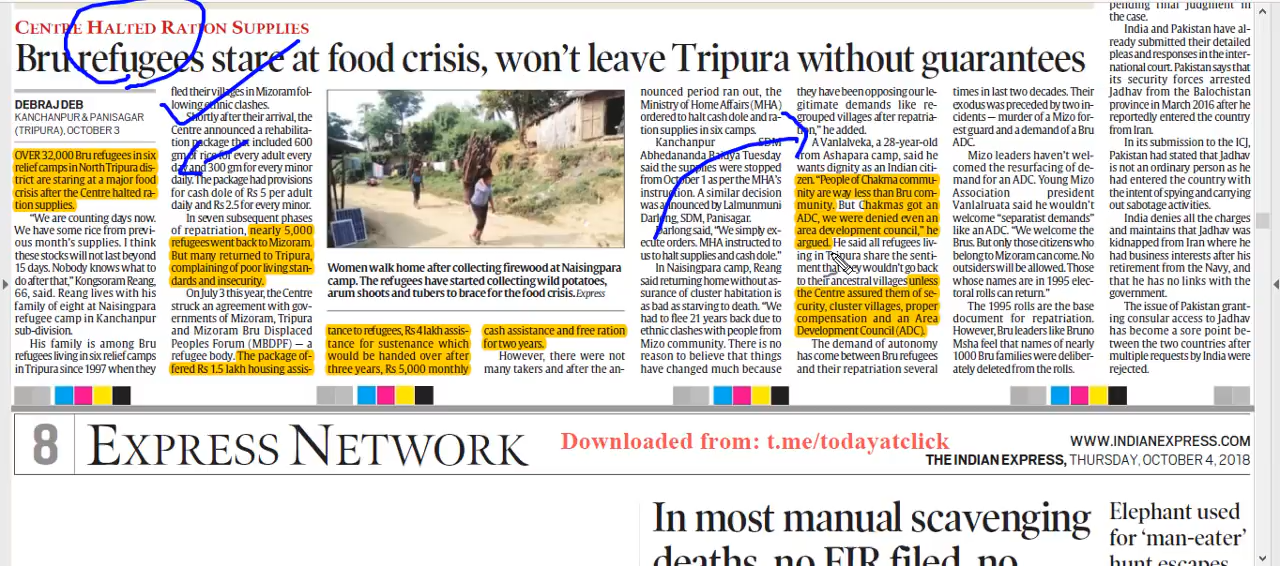 CENTRE HALTED RATION SUPPLIES
Bru refugees stare at food crisis, won't leave Tripura without guarantees
DEBRAJ DEB
KANCHANPUR & PANISAGAR
(TRIPURA), OCTOBER 3
OVER 32,000 Bru refugees in six
relief camps in North Tripura dis-
trict are staring at a major food
crisis after the Centre halted ra-
tion supplies.
"We are counting days now.
We have some rice from previ-
ous month's supplies. I think
these stocks will not last beyond
15 days. Nobody knows what to
do after that," Kongsoram Reang,
66, said. Reang lives with his
family of eight at Naisingpara
refugee camp in Kanchanpur
sub-division.
His family is among Bru
refugees living in six relief camps
in Tripura since 1997 when they
fled their villages in Mizoram fol-
lowing ethnic clashes.
Shortly after their arrival, the
Centre announced a rehabilita-
tion package that included 600
gm of rice for every adult every
day and 300 gm for every minor
daily. The package had provisions
for cash dole of Rs 5 per adult
daily and Rs 2.5 for every minor.
In seven subsequent phases
of repatriation, nearly 5,000
refugees went back to Mizoram.
But many returned to Tripura,
complaining of poor living stan-
dards and insecurity.
On July 3 this year, the Centre
struck an agreement with gov-
ernments of Mizoram, Tripura
and Mizoram Bru Displaced
Peoples Forum (MBDPF) — a
refugee body. The package of-
fered Rs 1.5 lakh housing assis-
Women walk home after collecting firewood at Naisingpara
camp. The refugees have started collecting wild potatoes,
arum shoots and tubers to brace for the food crisis. Express
tance to refugees, Rs 4 lakh assis-
tance for sustenance which
would be handed over after
three years, Rs 5,000 monthly
cash assistance and free ration
for two years.
However, there were not
many takers and after the an-
nounced period ran out, the
Ministry of Home Affairs (MHA)
ordered to halt cash dole and ra-
tion supplies in six camps.
Kanchanpur SDM
Abhedananda Baidya Tuesday
said the supplies were stopped
from October 1 as per the MHA's
instruction. A similar decision
was announced by Lalmunmuni
Darlong, SDM, Panisagar.
Darlong said, "We simply ex-
ecute orders. MHA instructed to
us to halt supplies and cash dole."
In Naisingpara camp, Reang
said returning home without as-
surance of cluster habitation is
as bad as starving to death. "We
had to flee 21 years back due to
ethnic clashes with people from
Mizo community. There is no
reason to believe that things
have changed much because
they have been opposing our le-
gitimate demands like re-
grouped villages after repatria-
tion," he added.
A Vanlalveka, a 28-year-old
from Ashapara camp, said he
wants dignity as an Indian citi-
zen. "People of Chakma commu-
nity are way less than Bru com-
munity. But Chakmas got an
ADC, we were denied even an
area development council," he
argued. He said all refugees liv-
ing in Tripura share the senti-
ment that they wouldn't go back
to their ancestral villages unless
the Centre assured them of se-
curity, cluster villages, proper
compensation and an Area
Development Council (ADC).
The demand of autonomy
has come between Bru refugees
and their repatriation several
times in last two decades. Their
exodus was preceded by two in-
cidents — murder of a Mizo for-
est guard and a demand of a Bru
ADC.
Mizo leaders haven't wel-
comed the resurfacing of de-
mand for an ADC. Young Mizo
Association president
Vanlalruata said he wouldn't
welcome "separatist demands"
like an ADC. "We welcome the
Brus. But only those citizens who
belong to Mizoram can come. No
outsiders will be allowed. Those
whose names are in 1995 elec-
toral rolls can return."
The 1995 rolls are the base
document for repatriation.
However, Bru leaders like Bruno
Msha feel that names of nearly
1000 Bru families were deliber-
ately deleted from the rolls.
pending final judgment in
the case.
India and Pakistan have al-
ready submitted their detailed
pleas and responses in the inter-
national court. Pakistan says that
its security forces arrested
Jadhav from the Balochistan
province in March 2016 after he
reportedly entered the country
from Iran.
In its submission to the ICJ,
Pakistan had stated that Jadhav
is not an ordinary person as he
had entered the country with
the intent of spying and carrying
out sabotage activities.
India denies all the charges
and maintains that Jadhav was
kidnapped from Iran where he
had business interests after his
retirement from the Navy, and
that he has no links with the
government.
The issue of Pakistan grant-
ing consular access to Jadhav
has become a sore point be-
tween the two countries after
multiple requests by India were
rejected.
8 EXPRESS NETWORK
Downloaded from: t.me/todayatclick
WWW.INDIANEXPRESS.COM
THE INDIAN EXPRESS, THURSDAY, OCTOBER 4, 2018
In most manual scavenging
deaths, no FIR filed, no
Elephant used
for 'man-eater'
hunt escapes